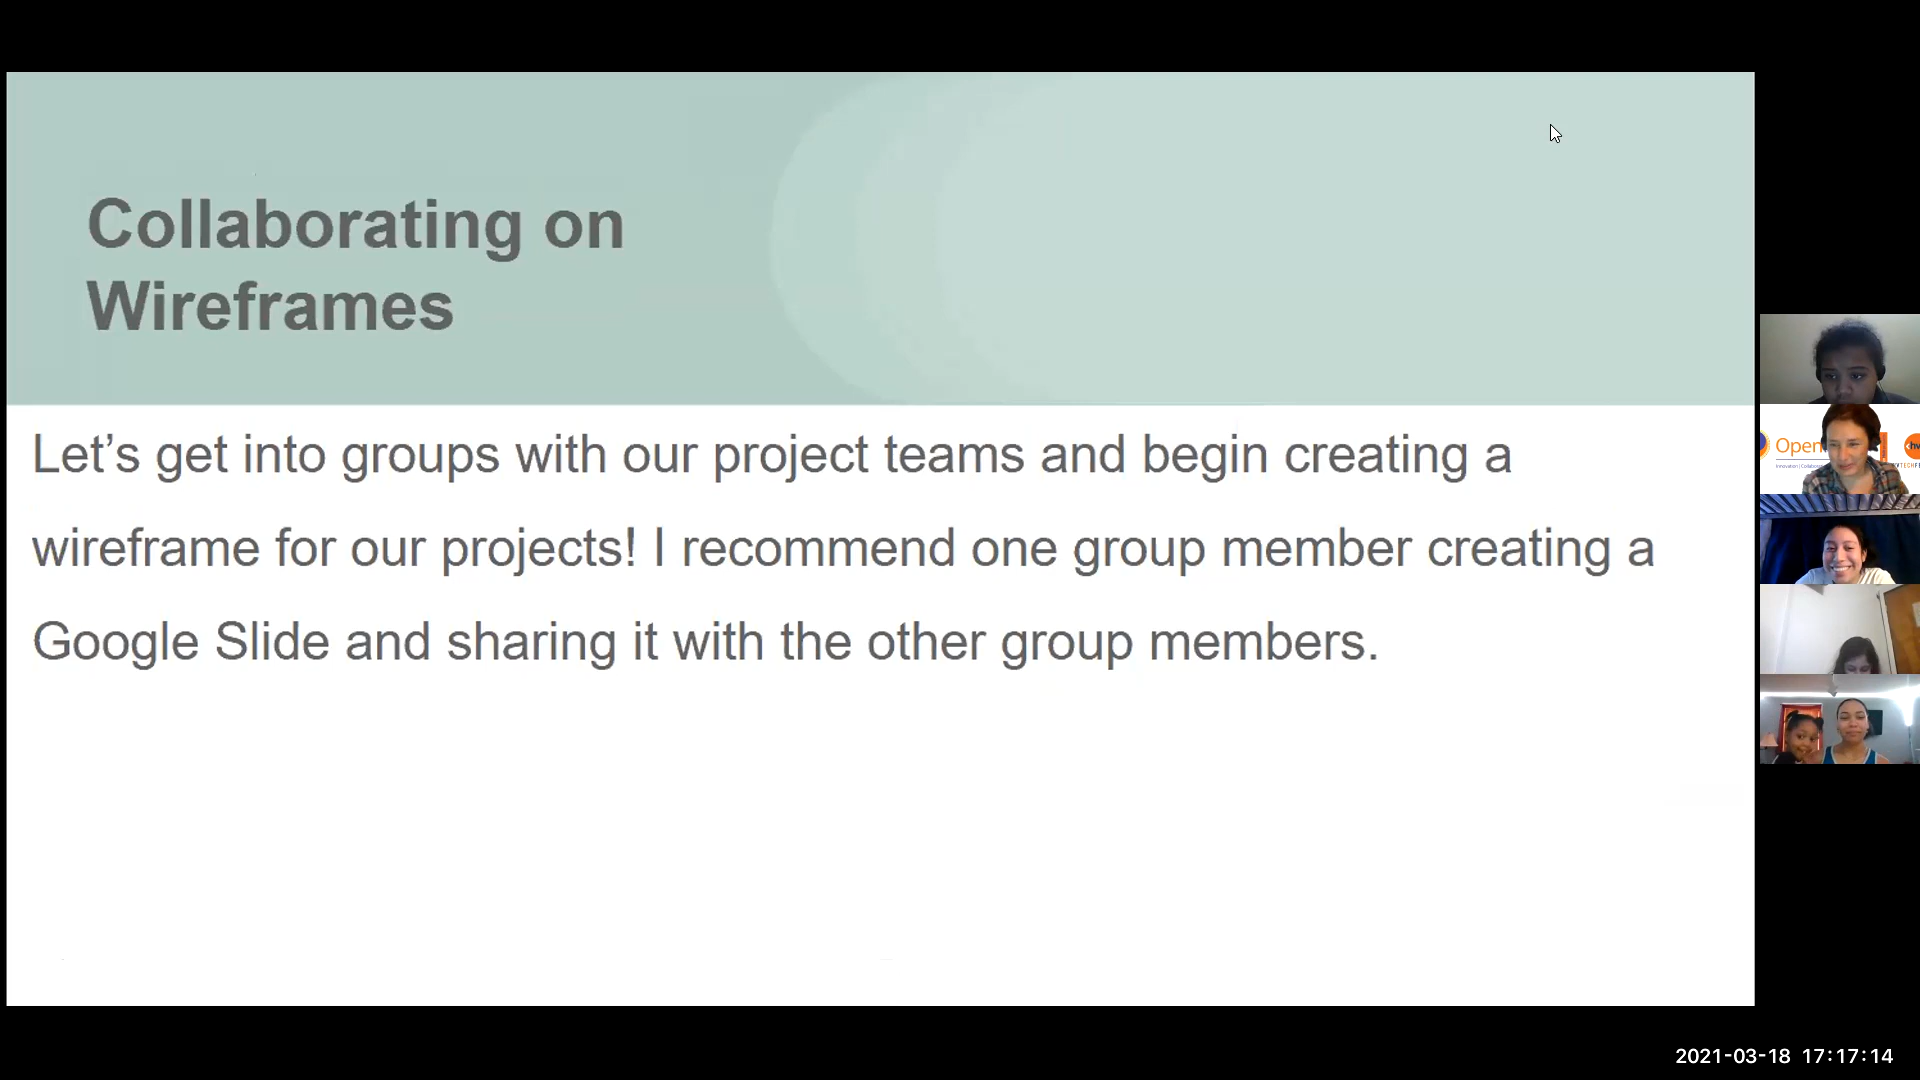 Collaborating on
Wireframes
Let’s get into groups with our project teams and begin creating a
wireframe for our projects! I recommend one group member creating a
Google Slide and sharing it with the other group members.
Open
2021-03-18 17:17:14